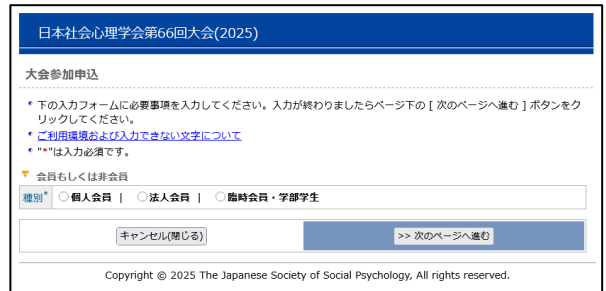 日本社会心理学会第66回大会(2025)
大会参加申込
下の入力フォームに必要事項を入力してください。入力が終わりましたらページ下の [ 次のページへ進む ] ボタンをク
リックしてください。
ご利用環境および入力できない文字について
"*"は入力必須です。
会員もしくは非会員
種別* 個人会員 | 法人会員 | 臨時会員・学部学生
キャンセル(閉じる) >> 次のページへ進む
Copyright © 2025 The Japanese Society of Social Psychology, All rights reserved.